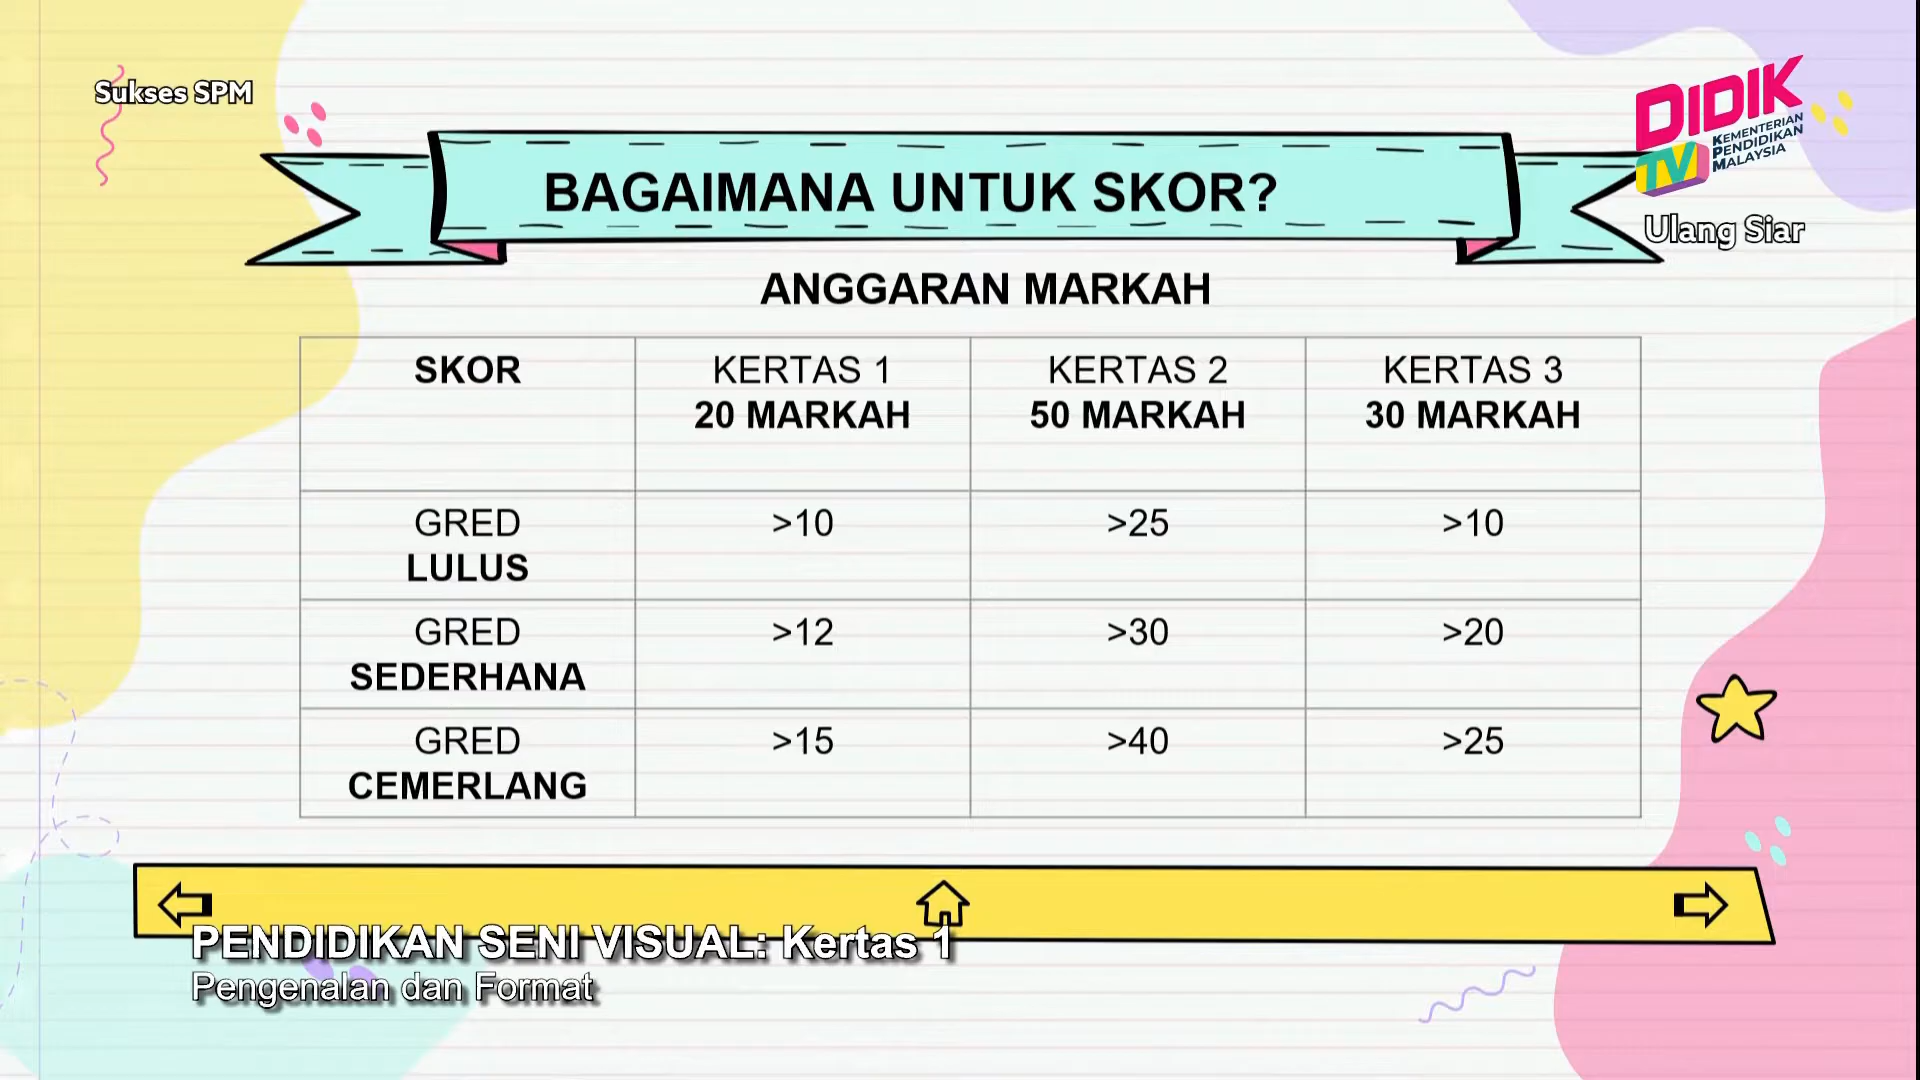 Sukses SPM
DIDIK
TV
KEMENTERIAN
PENDIDIKAN
MALAYSIA
Ulang Siar
BAGAIMANA UNTUK SKOR?
ANGGARAN MARKAH
SKOR
KERTAS 1
20 MARKAH
KERTAS 2
50 MARKAH
KERTAS 3
30 MARKAH
GRED
LULUS
>10
>25
>10
GRED
SEDERHANA
>12
>30
>20
GRED
CEMERLANG
>15
>40
>25
PENDIDIKAN SENI VISUAL: Kertas 1
Pengenalan dan Format